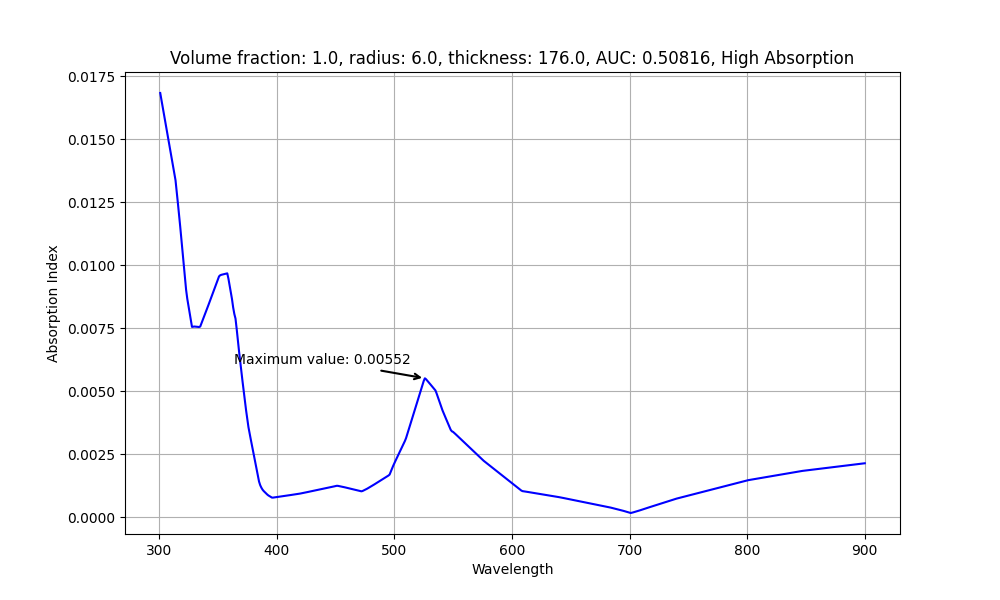 Volume fraction: 1.0, radius: 6.0, thickness: 176.0, AUC: 0.50816, High Absorption
0.0175
0.0150
0.0125
0.0100
0.0075
0.0050
0.0025
0.0000
Absorption Index
Maximum value: 0.00552
300 400 500 600 700 800 900
Wavelength